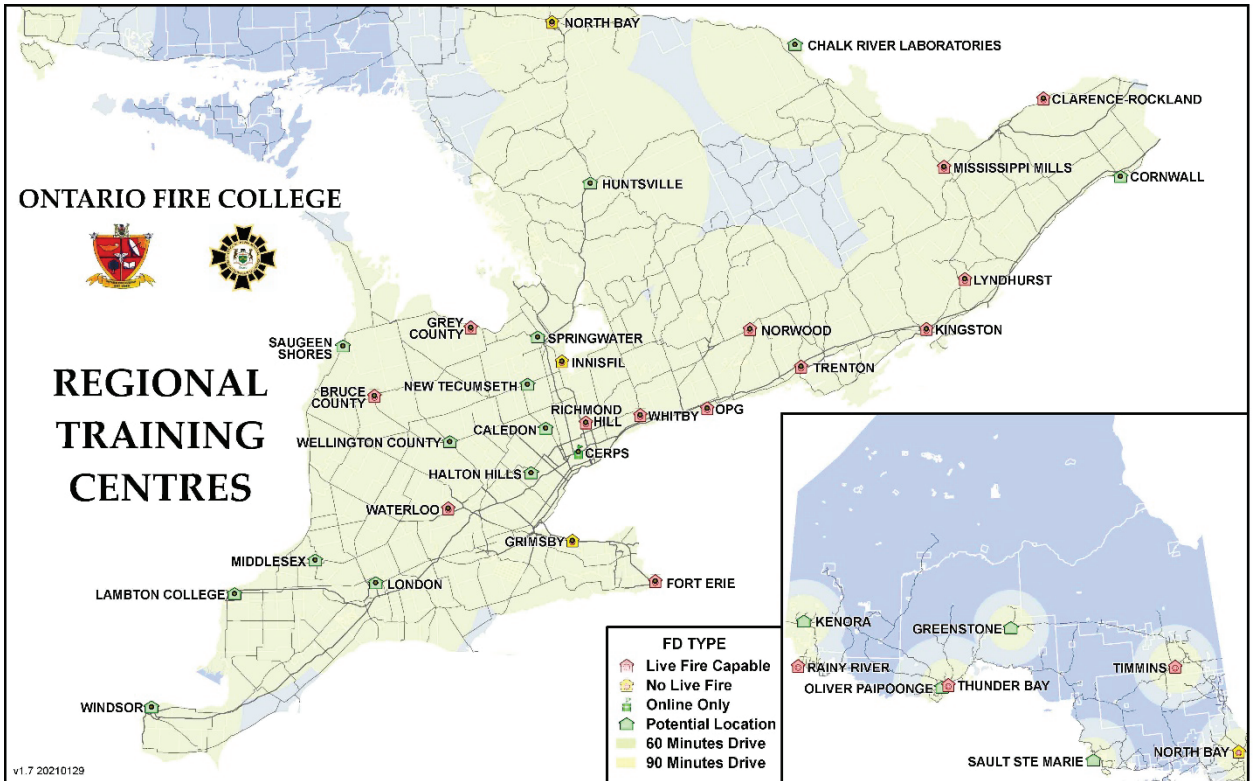 NORTH BAY
CHALK RIVER LABORATORIES
CLARENCE-ROCKLAND
MISSISSIPPI MILLS
CORNWALL
HUNTSVILLE
ONTARIO FIRE COLLEGE
LYNDHURST
GREY
COUNTY
SPRINGWATER
NORWOOD
KINGSTON
SAUGEEN
SHORES
INNISFIL
TRENTON
REGIONAL
TRAINING
CENTRES
NEW TECUMSETH
BRUCE
COUNTY
RICHMOND
HILL
WHITBY
OPG
CALEDON
WELLINGTON COUNTY
CERPS
HALTON HILLS
WATERLOO
GRIMSBY
MIDDLESEX
LONDON
FORT ERIE
LAMBTON COLLEGE
WINDSOR
FD TYPE
Live Fire Capable
No Live Fire
Online Only
Potential Location
60 Minutes Drive
90 Minutes Drive
KENORA
GREENSTONE
RAINY RIVER
TIMMINS
OLIVER PAIPOONGE
THUNDER BAY
NORTH BAY
SAULT STE MARIE
v1.7 20210129